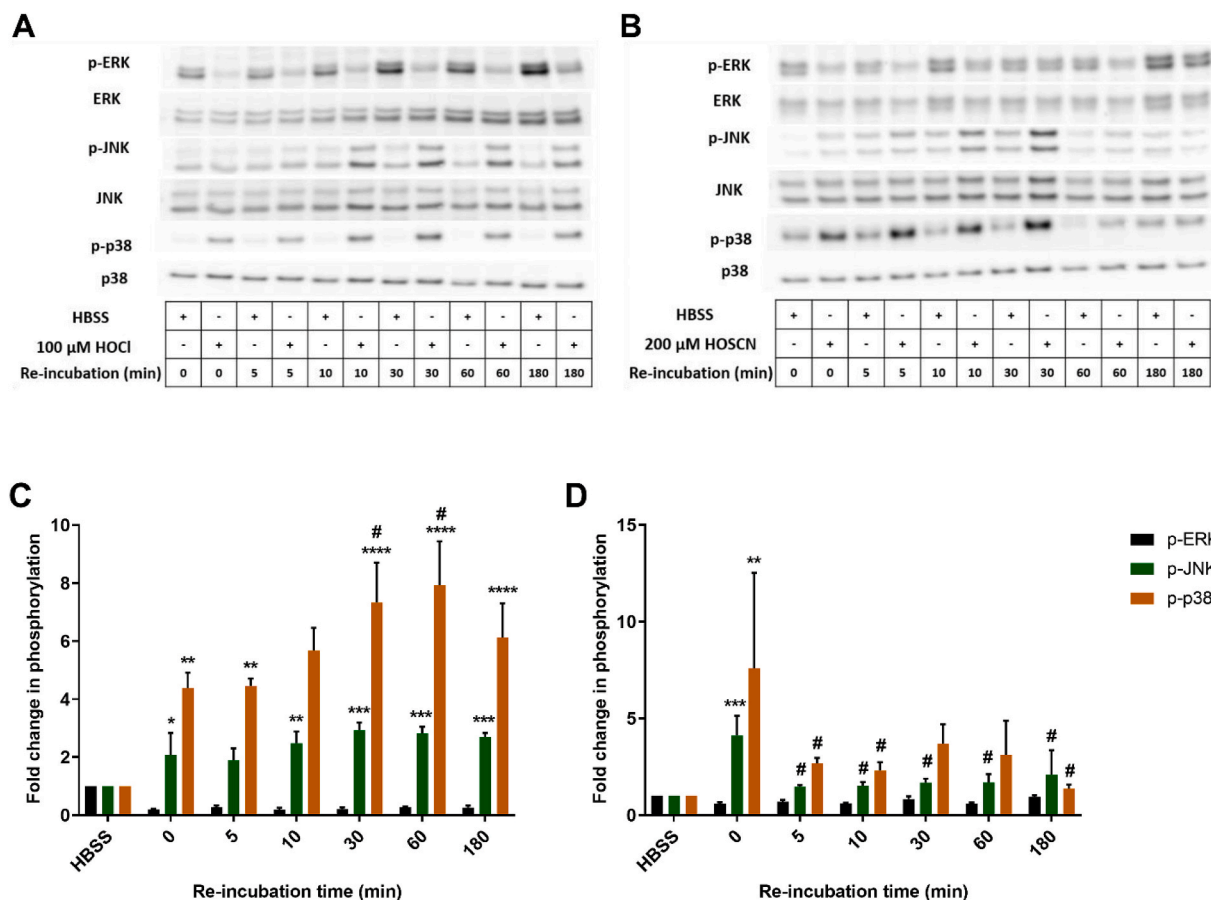 A
p-ERK
ERK
p-JNK
JNK
p-p38
p38
HBSS + - + - + - + - + - + -
100 µM HOCl - + - + - + - + - + - +
Re-incubation (min) 0 0 5 5 10 10 30 30 60 60 180 180
B
p-ERK
ERK
p-JNK
JNK
p-p38
p38
HBSS + - + - + - + - + - + -
200 µM HOSCN - + - + - + - + - + - +
Re-incubation (min) 0 0 5 5 10 10 30 30 60 60 180 180
C
Fold change in phosphorylation
10
8
6
4
2
0
* ** ** ** *** **** # *** **** # *** ****
HBSS 0 5 10 30 60 180
Re-incubation time (min)
D
Fold change in phosphorylation
15
10
5
0
*** ** # # # # # # # #
HBSS 0 5 10 30 60 180
Re-incubation time (min)
p-ERK
p-JNK
p-p38